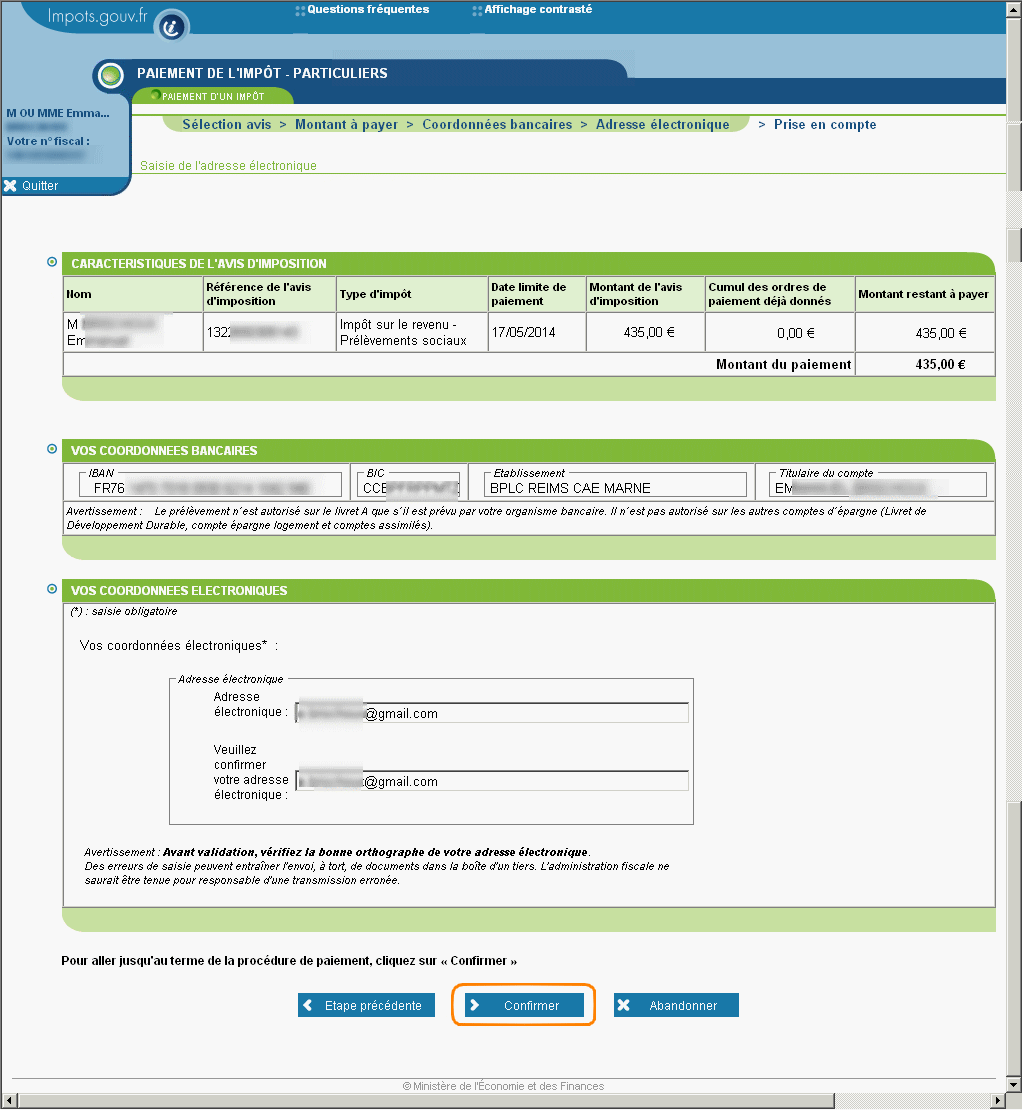 Impots.gouv.fr
Questions fréquentes
Affichage contrasté
PAIEMENT DE L'IMPÔT - PARTICULIERS
PAIEMENT D'UN IMPÔT
M OU MME Emma...
Votre n° fiscal :
Quitter
Sélection avis > Montant à payer > Coordonnées bancaires > Adresse électronique > Prise en compte
Saisie de l'adresse électronique
CARACTERISTIQUES DE L'AVIS D'IMPOSITION
Nom
Référence de l'avis
d'imposition
Type d'impôt
Date limite de
paiement
Montant de l'avis
d'imposition
Cumul des ordres de
paiement déjà donnés
Montant restant à payer
M
Em
132
Impôt sur le revenu -
Prélèvements sociaux
17/05/2014
435,00 €
0,00 €
435,00 €
Montant du paiement
435,00 €
VOS COORDONNEES BANCAIRES
IBAN
FR76
BIC
CCB
Etablissement
BPLC REIMS CAE MARNE
Titulaire du compte
EM
Avertissement : Le prélèvement n´est autorisé sur le livret A que s´il est prévu par votre organisme bancaire. Il n´est pas autorisé sur les autres comptes d´épargne (Livret de
Développement Durable, compte épargne logement et comptes assimilés).
VOS COORDONNEES ELECTRONIQUES
(*) : saisie obligatoire
Vos coordonnées électroniques* :
Adresse électronique
Adresse
électronique :
@gmail.com
Veuillez
confirmer
votre adresse
électronique :
@gmail.com
Avertissement : Avant validation, vérifiez la bonne orthographe de votre adresse électronique.
Des erreurs de saisie peuvent entraîner l'envoi, à tort, de documents dans la boîte d'un tiers. L'administration fiscale ne
saurait être tenue pour responsable d'une transmission erronée.
Pour aller jusqu'au terme de la procédure de paiement, cliquez sur « Confirmer »
Etape précédente
Confirmer
Abandonner
© Ministère de l'Économie et des Finances